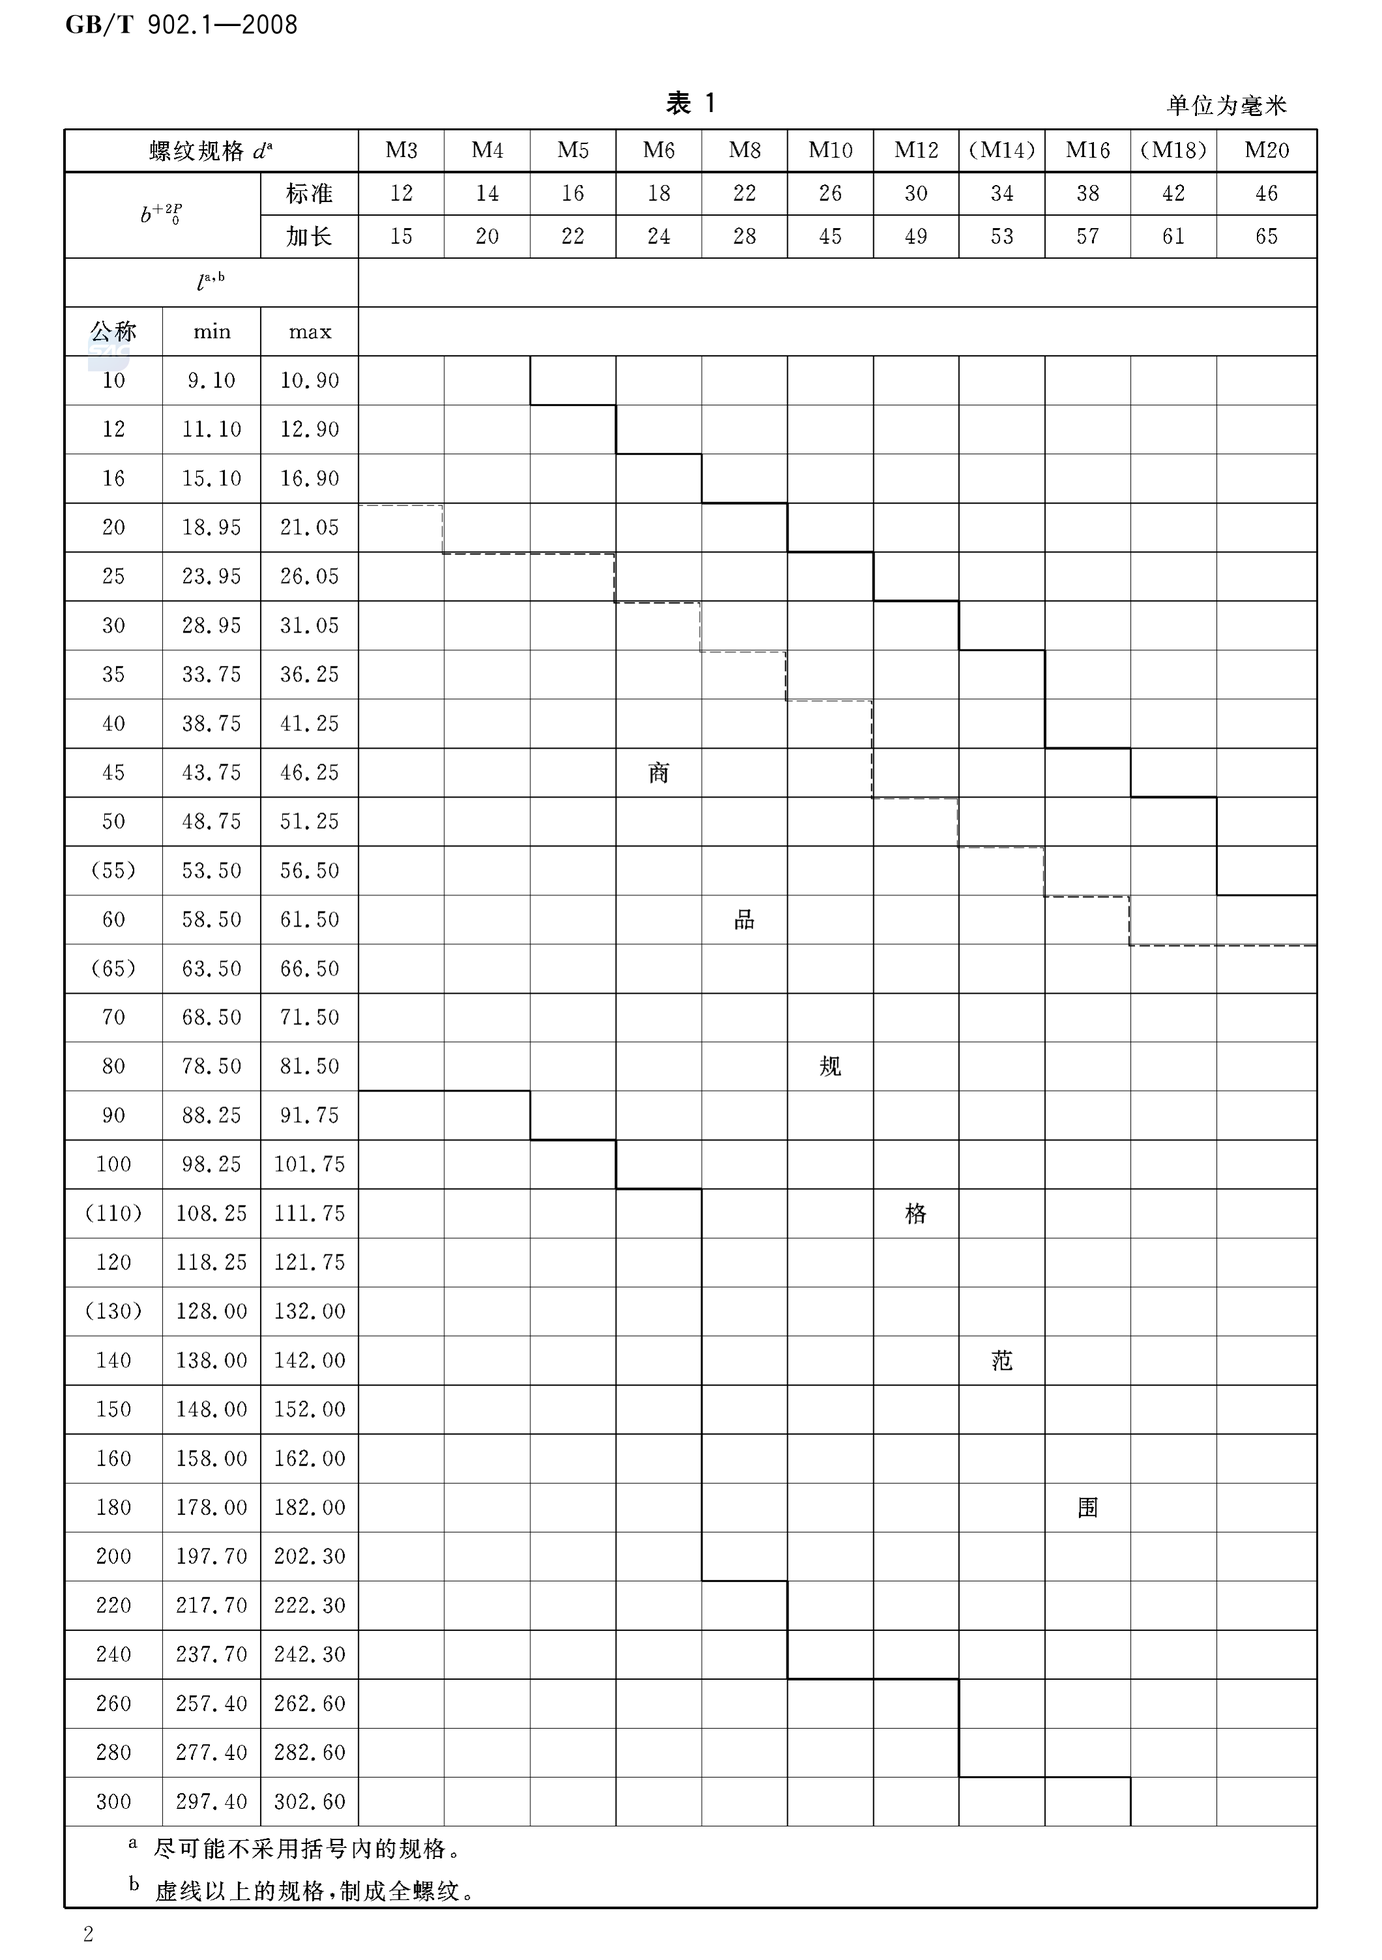 GB/T 902.1—2008
表 1
单位为毫米
螺纹规格 dᵃ M3 M4 M5 M6 M8 M10 M12 (M14) M16 (M18) M20
b+2P 0 标准 12 14 16 18 22 26 30 34 38 42 46
加长 15 20 22 24 28 45 49 53 57 61 65
lᵃ,ᵇ
公称 min max
SAC
10 9.10 10.90
12 11.10 12.90
16 15.10 16.90
20 18.95 21.05
25 23.95 26.05
30 28.95 31.05
35 33.75 36.25
40 38.75 41.25
45 43.75 46.25 商
50 48.75 51.25
(55) 53.50 56.50
60 58.50 61.50 品
(65) 63.50 66.50
70 68.50 71.50
80 78.50 81.50 规
90 88.25 91.75
100 98.25 101.75
(110) 108.25 111.75 格
120 118.25 121.75
(130) 128.00 132.00
140 138.00 142.00 范
150 148.00 152.00
160 158.00 162.00
180 178.00 182.00 围
200 197.70 202.30
220 217.70 222.30
240 237.70 242.30
260 257.40 262.60
280 277.40 282.60
300 297.40 302.60
a 尽可能不采用括号内的规格。
b 虚线以上的规格,制成全螺纹。
2